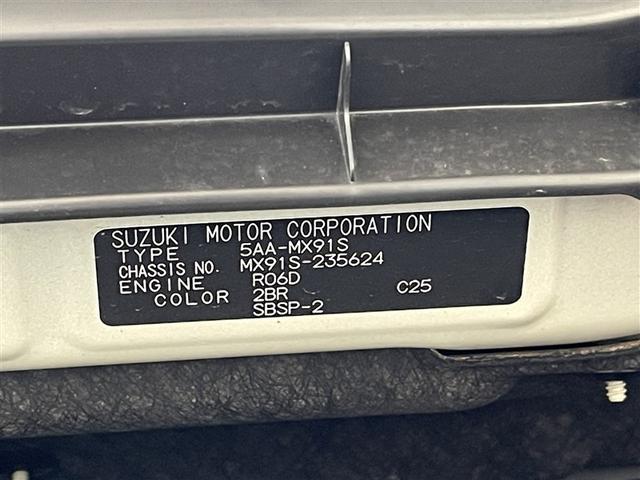 SUZUKI MOTOR CORPORATION
TYPE 5AA-MX91S
CHASSIS NO. MX91S-235624
ENGINE R06D
COLOR 2BR C25
SBSP-2